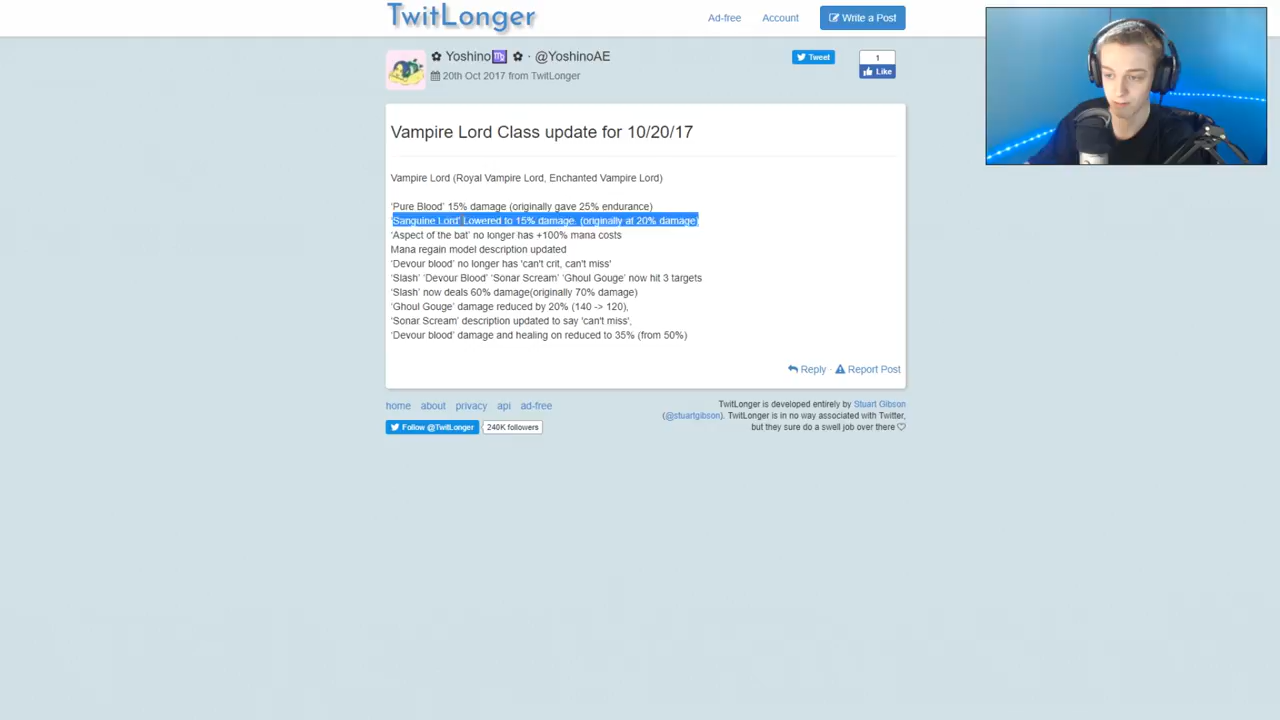 TwitLonger
Ad-free
Account
Write a Post
✿ Yoshino♍ ✿ · @YoshinoAE
20th Oct 2017 from TwitLonger
Tweet
1
Like
Vampire Lord Class update for 10/20/17
Vampire Lord (Royal Vampire Lord, Enchanted Vampire Lord)
'Pure Blood' 15% damage (originally gave 25% endurance)
'Sanguine Lord' Lowered to 15% damage. (originally at 20% damage)
'Aspect of the bat' no longer has +100% mana costs
Mana regain model description updated
'Devour blood' no longer has 'can't crit, can't miss'
'Slash' 'Devour Blood' 'Sonar Scream' 'Ghoul Gouge' now hit 3 targets
'Slash' now deals 60% damage(originally 70% damage)
'Ghoul Gouge' damage reduced by 20% (140 -> 120),
'Sonar Scream' description updated to say 'can't miss',
'Devour blood' damage and healing on reduced to 35% (from 50%)
Reply · Report Post
home about privacy api ad-free
Follow @TwitLonger
240K followers
TwitLonger is developed entirely by Stuart Gibson
(@stuartgibson). TwitLonger is in no way associated with Twitter,
but they sure do a swell job over there ♡